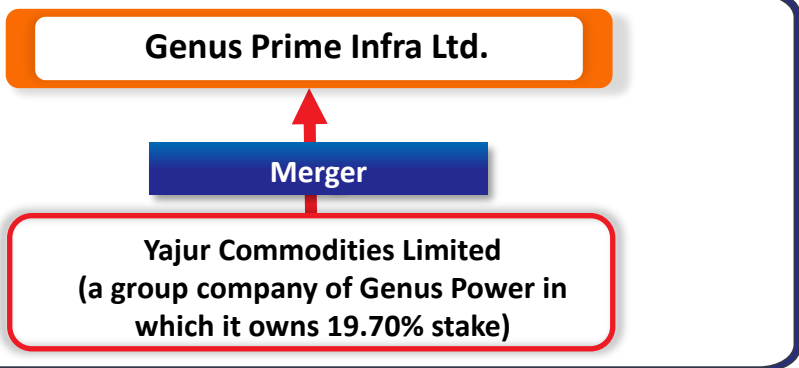 Genus Prime Infra Ltd.
Merger
Yajur Commodities Limited
(a group company of Genus Power in
which it owns 19.70% stake)